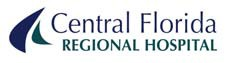 Central Florida
REGIONAL HOSPITAL